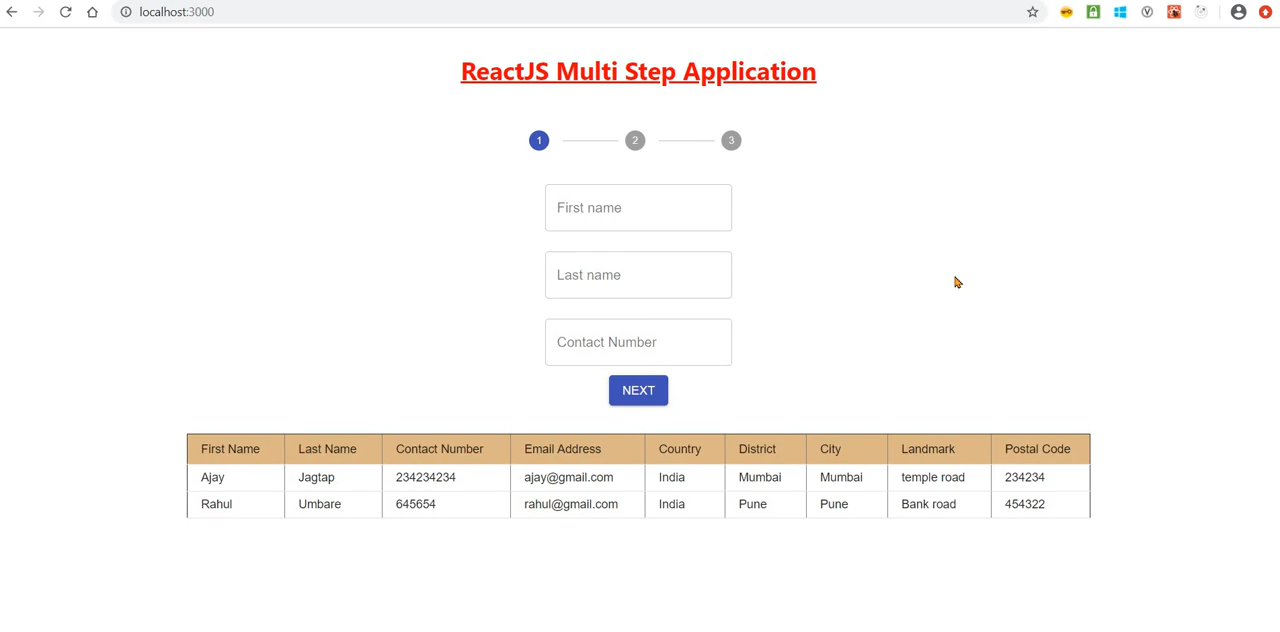 localhost:3000
ReactJS Multi Step Application
1 2 3
First name
Last name
Contact Number
NEXT
First Name Last Name Contact Number Email Address Country District City Landmark Postal Code
Ajay Jagtap 234234234 ajay@gmail.com India Mumbai Mumbai temple road 234234
Rahul Umbare 645654 rahul@gmail.com India Pune Pune Bank road 454322